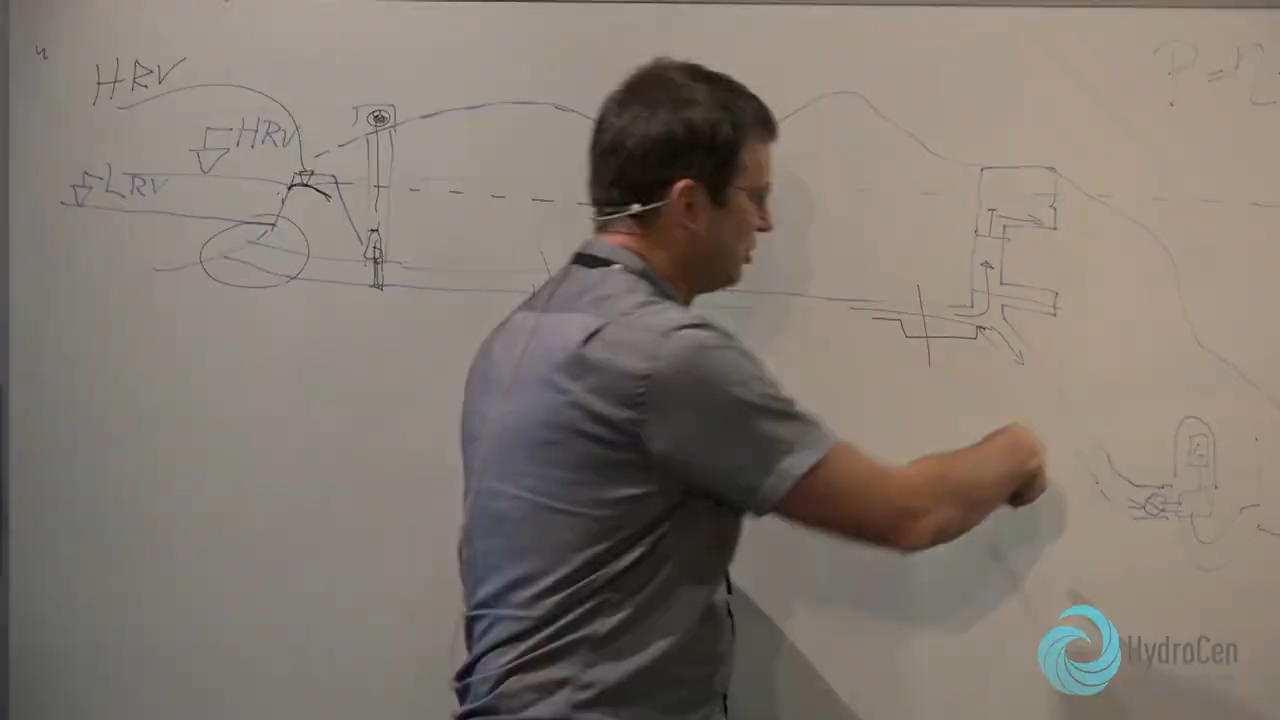 HRV
HRV
LRV
P = η
HydroCen